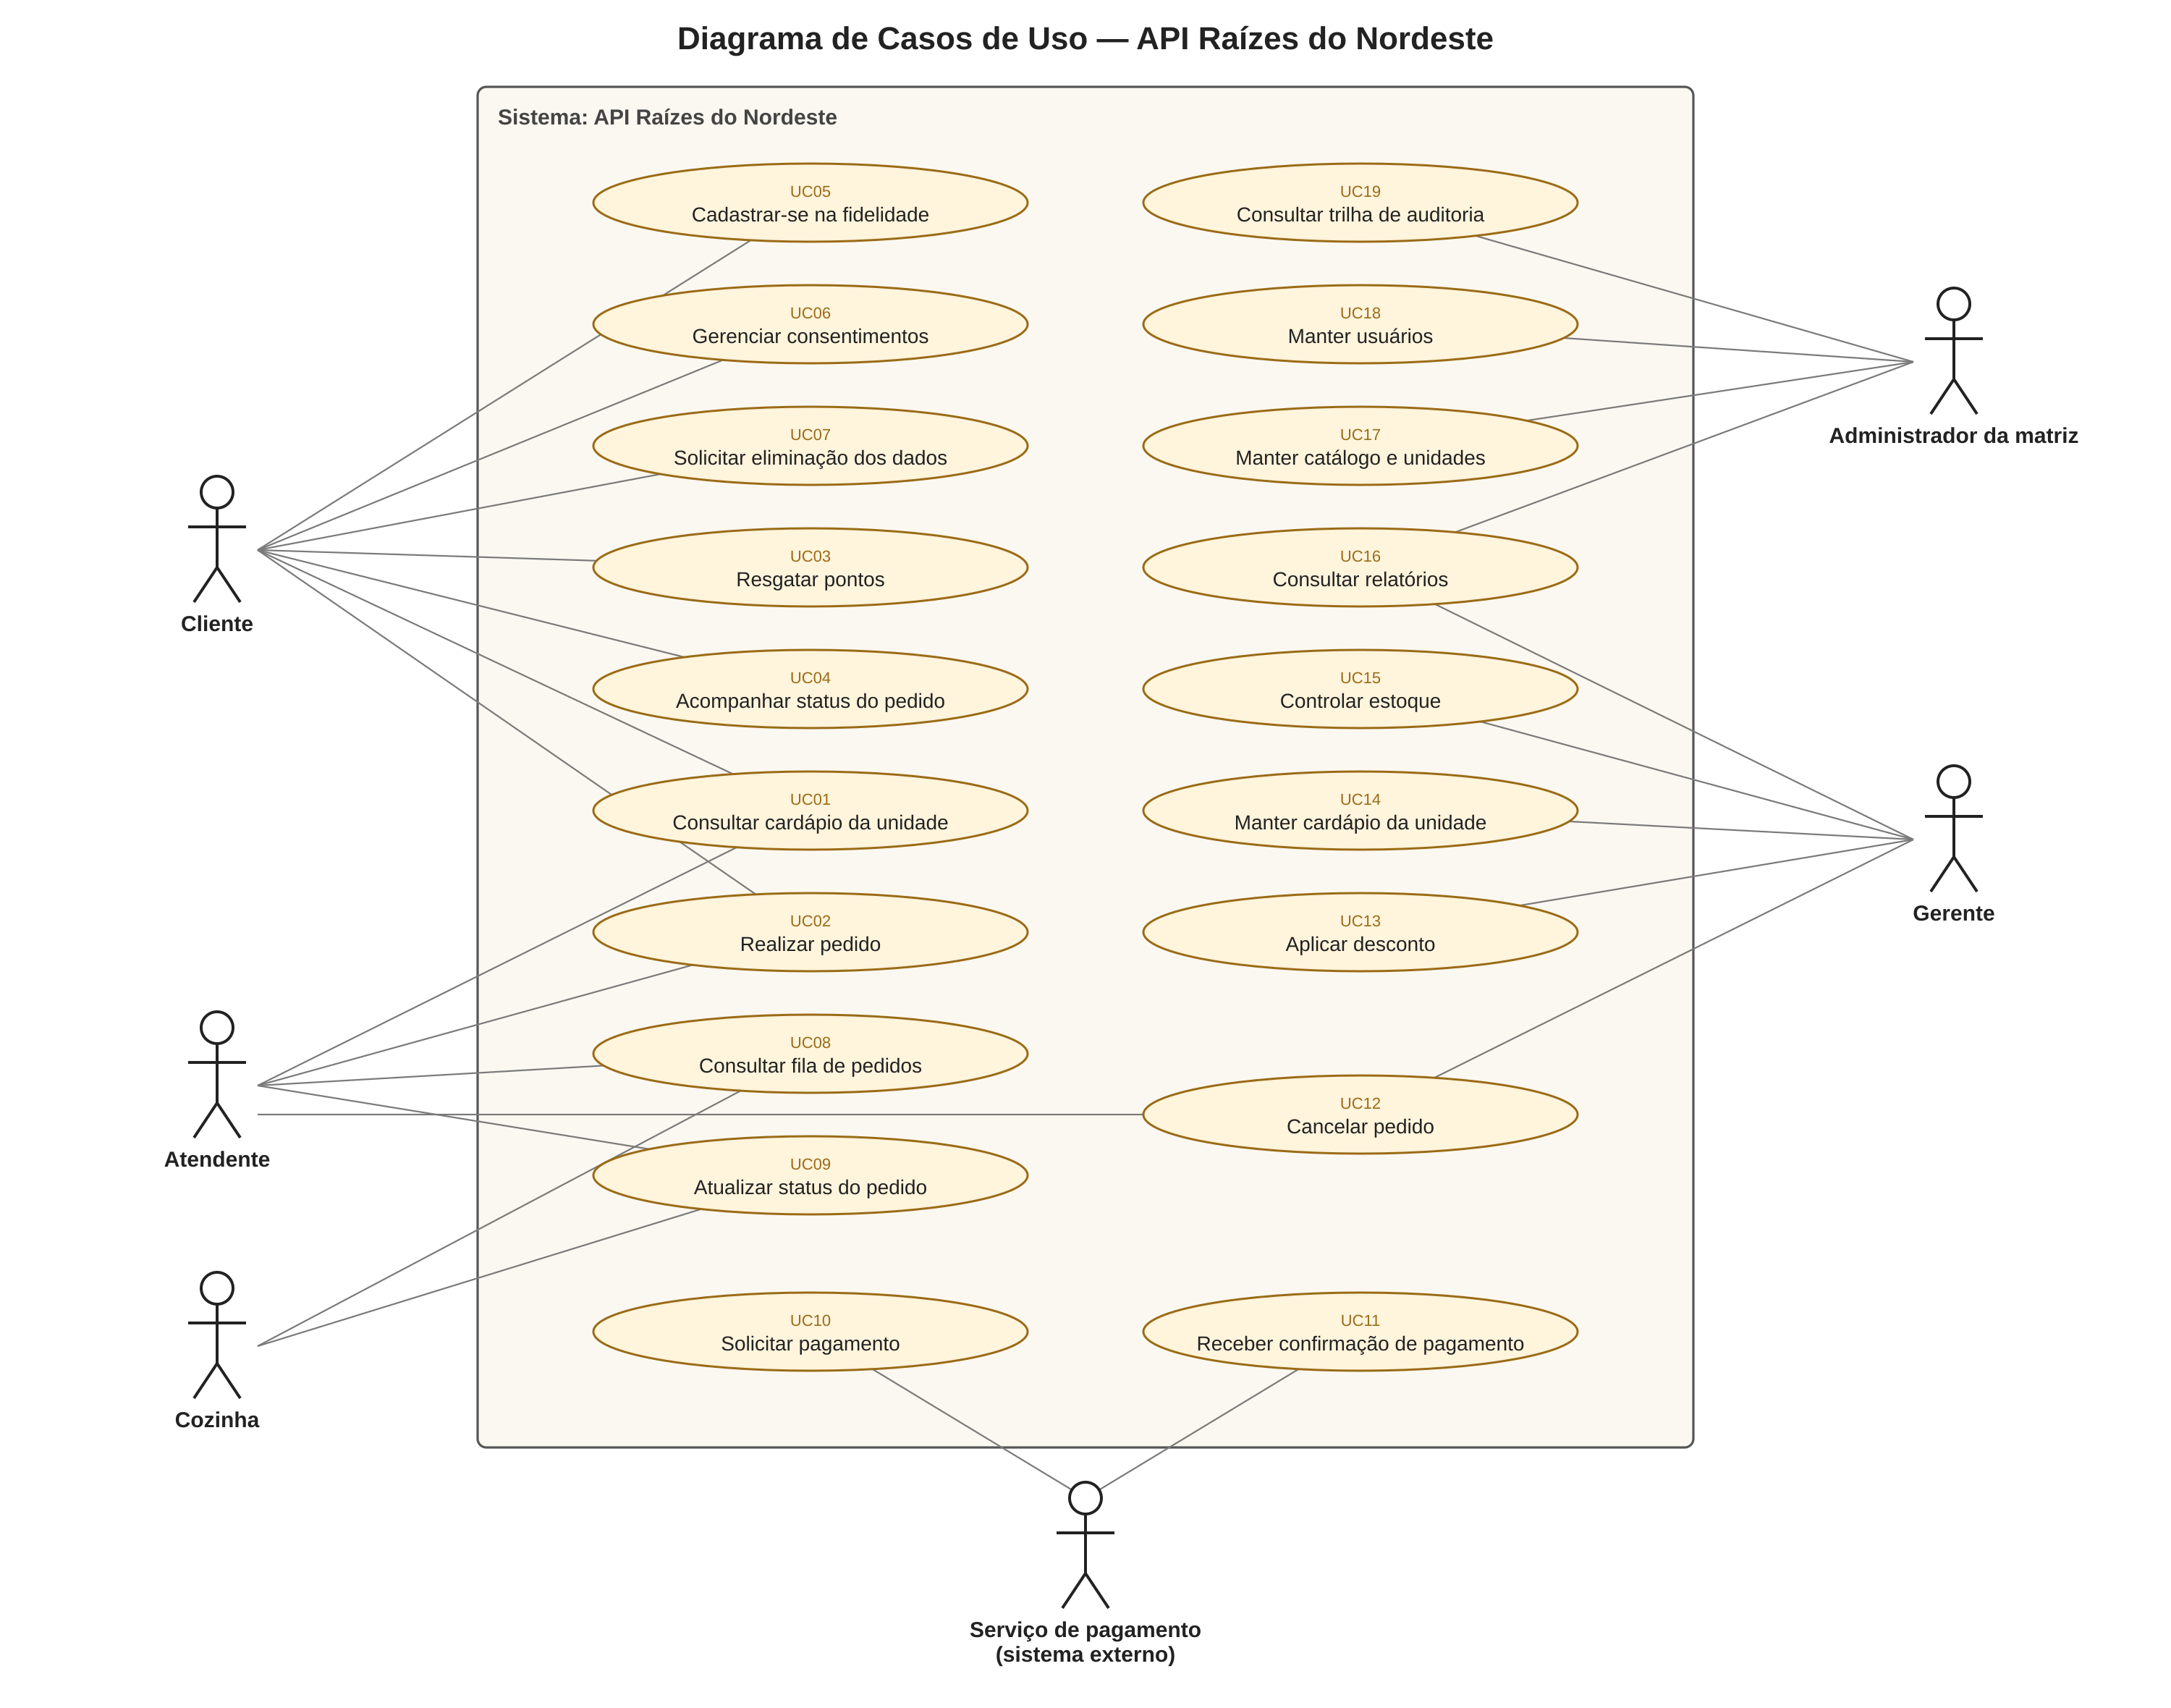 Diagrama de Casos de Uso — API Raízes do Nordeste
Sistema: API Raízes do Nordeste
UC05
Cadastrar-se na fidelidade
UC06
Gerenciar consentimentos
UC07
Solicitar eliminação dos dados
UC03
Resgatar pontos
UC04
Acompanhar status do pedido
UC01
Consultar cardápio da unidade
UC02
Realizar pedido
UC08
Consultar fila de pedidos
UC09
Atualizar status do pedido
UC10
Solicitar pagamento
UC19
Consultar trilha de auditoria
UC18
Manter usuários
UC17
Manter catálogo e unidades
UC16
Consultar relatórios
UC15
Controlar estoque
UC14
Manter cardápio da unidade
UC13
Aplicar desconto
UC12
Cancelar pedido
UC11
Receber confirmação de pagamento
Cliente
Atendente
Cozinha
Administrador da matriz
Gerente
Serviço de pagamento
(sistema externo)